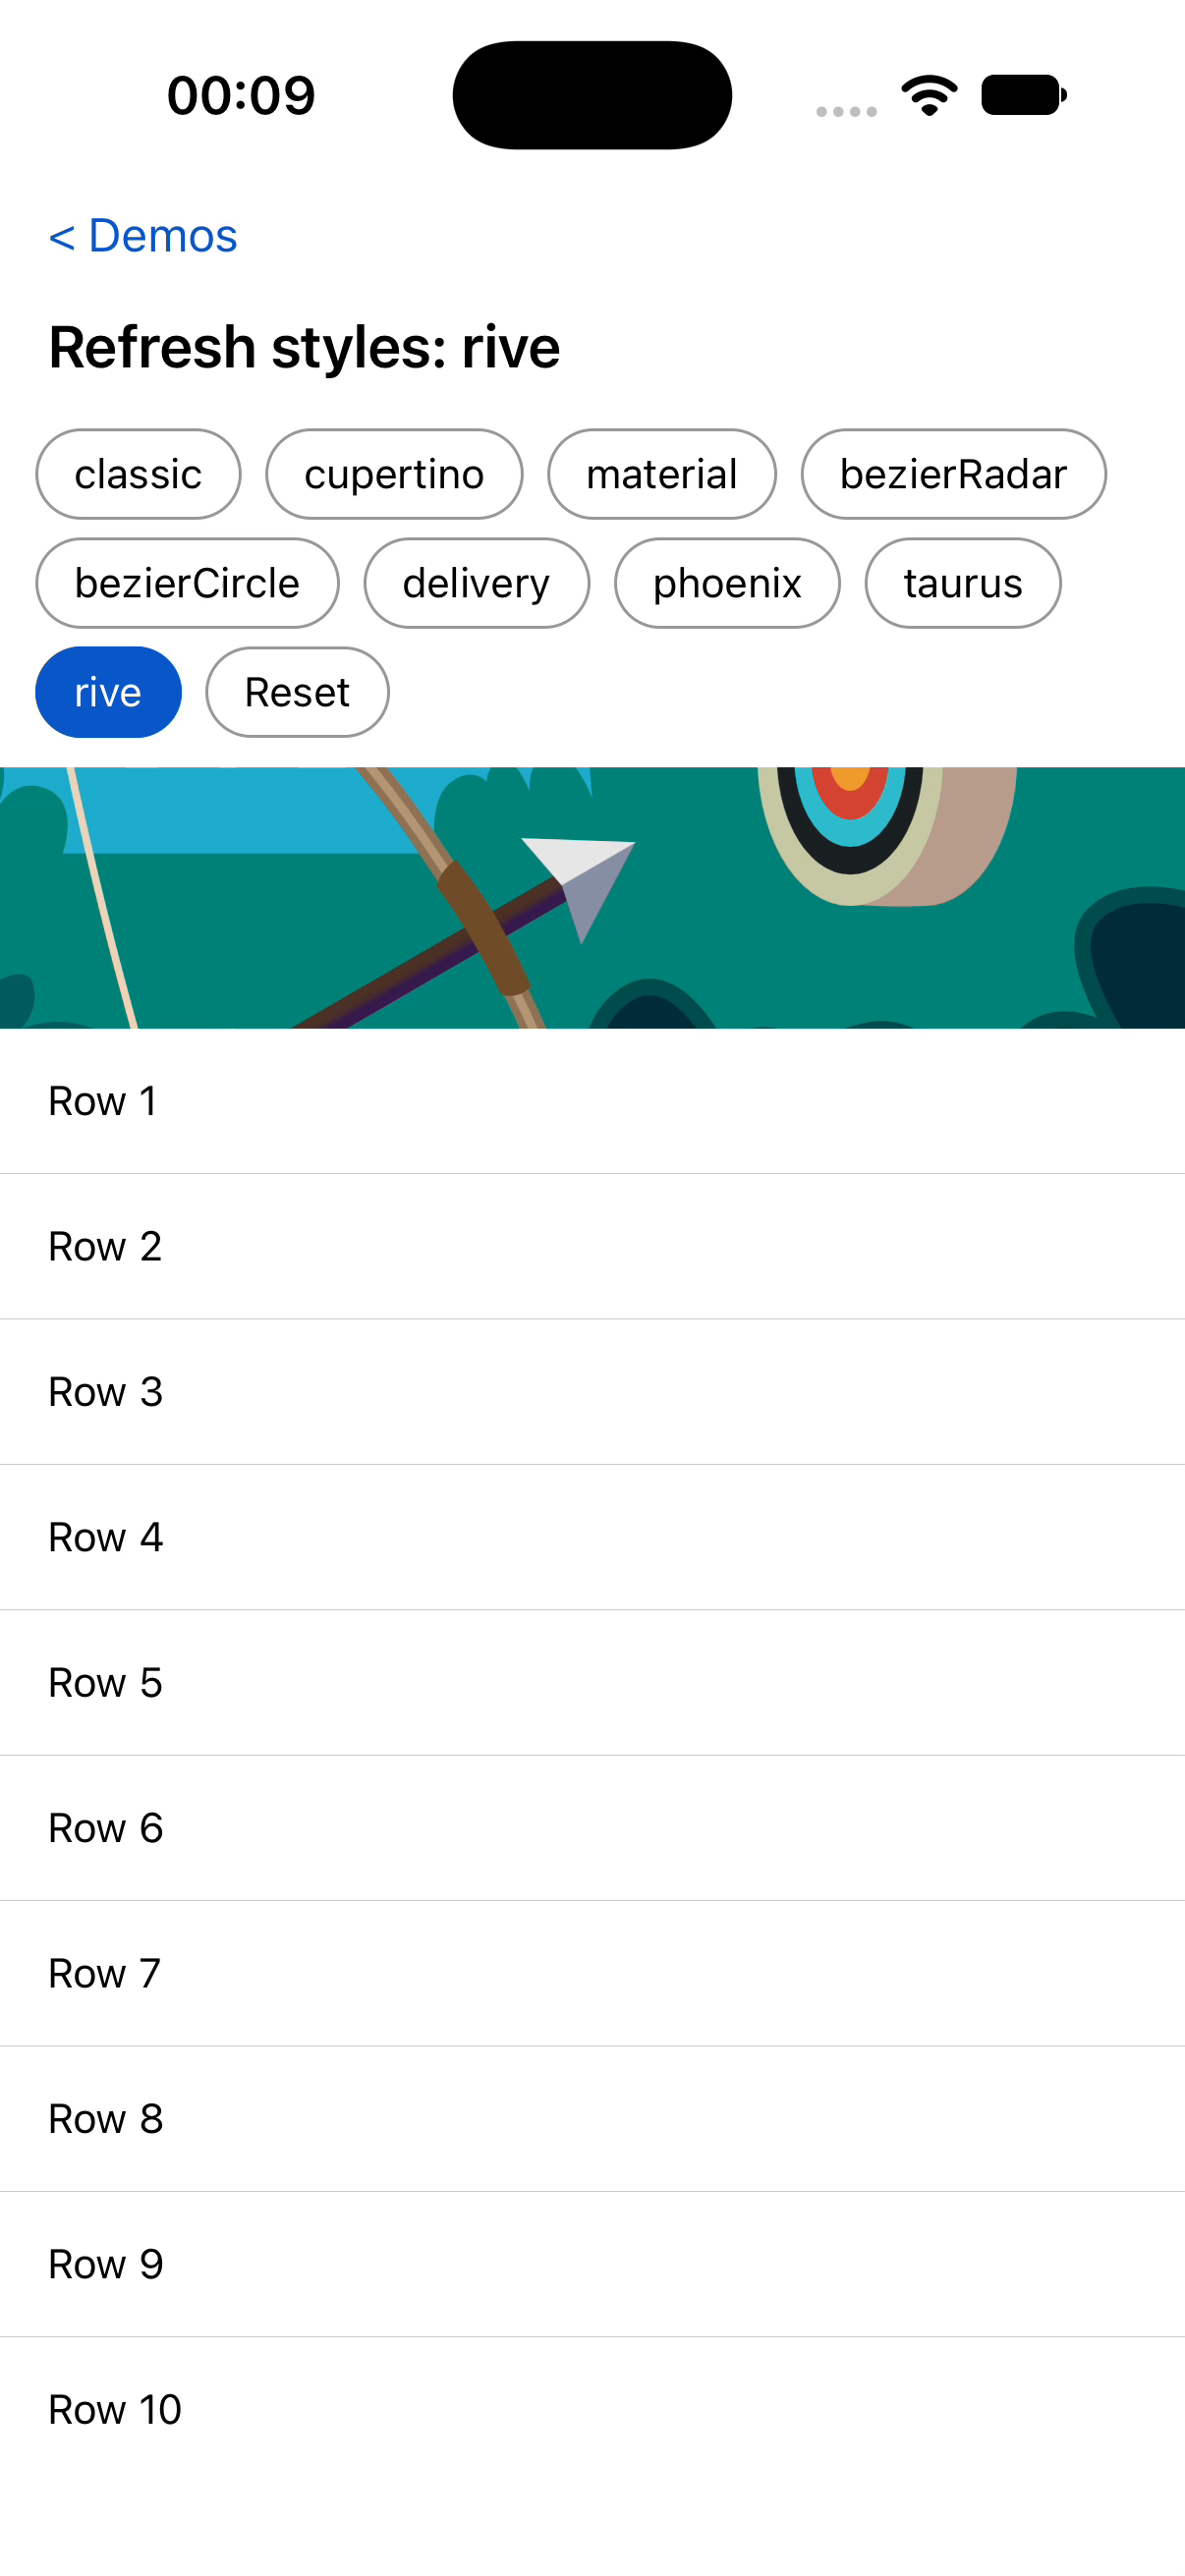 00:09
< Demos
Refresh styles: rive
classic cupertino material bezierRadar
bezierCircle delivery phoenix taurus
rive Reset
Row 1
Row 2
Row 3
Row 4
Row 5
Row 6
Row 7
Row 8
Row 9
Row 10